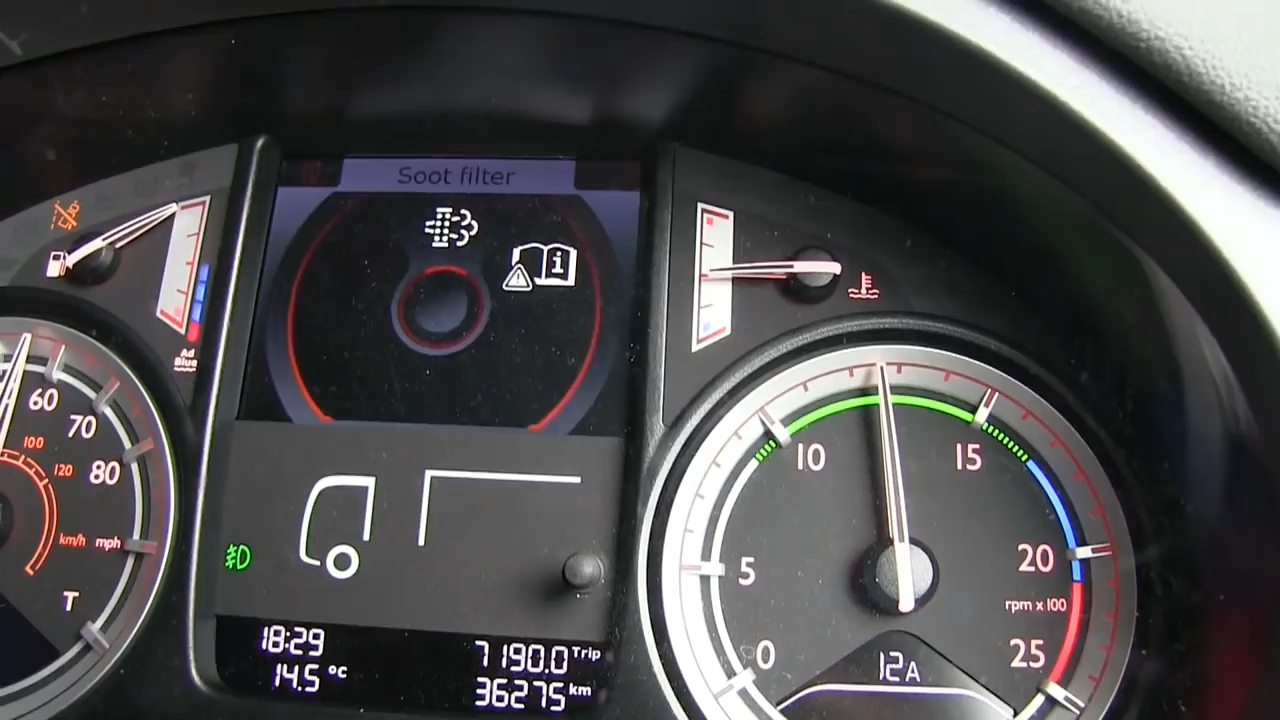 Soot filter
i
Ad
Blue
60
70
80
100
120
km/h mph
T
10
15
5
20
rpm x 100
0
25
12A
18:29
14.5 °C
7190.0 Trip
36275 km